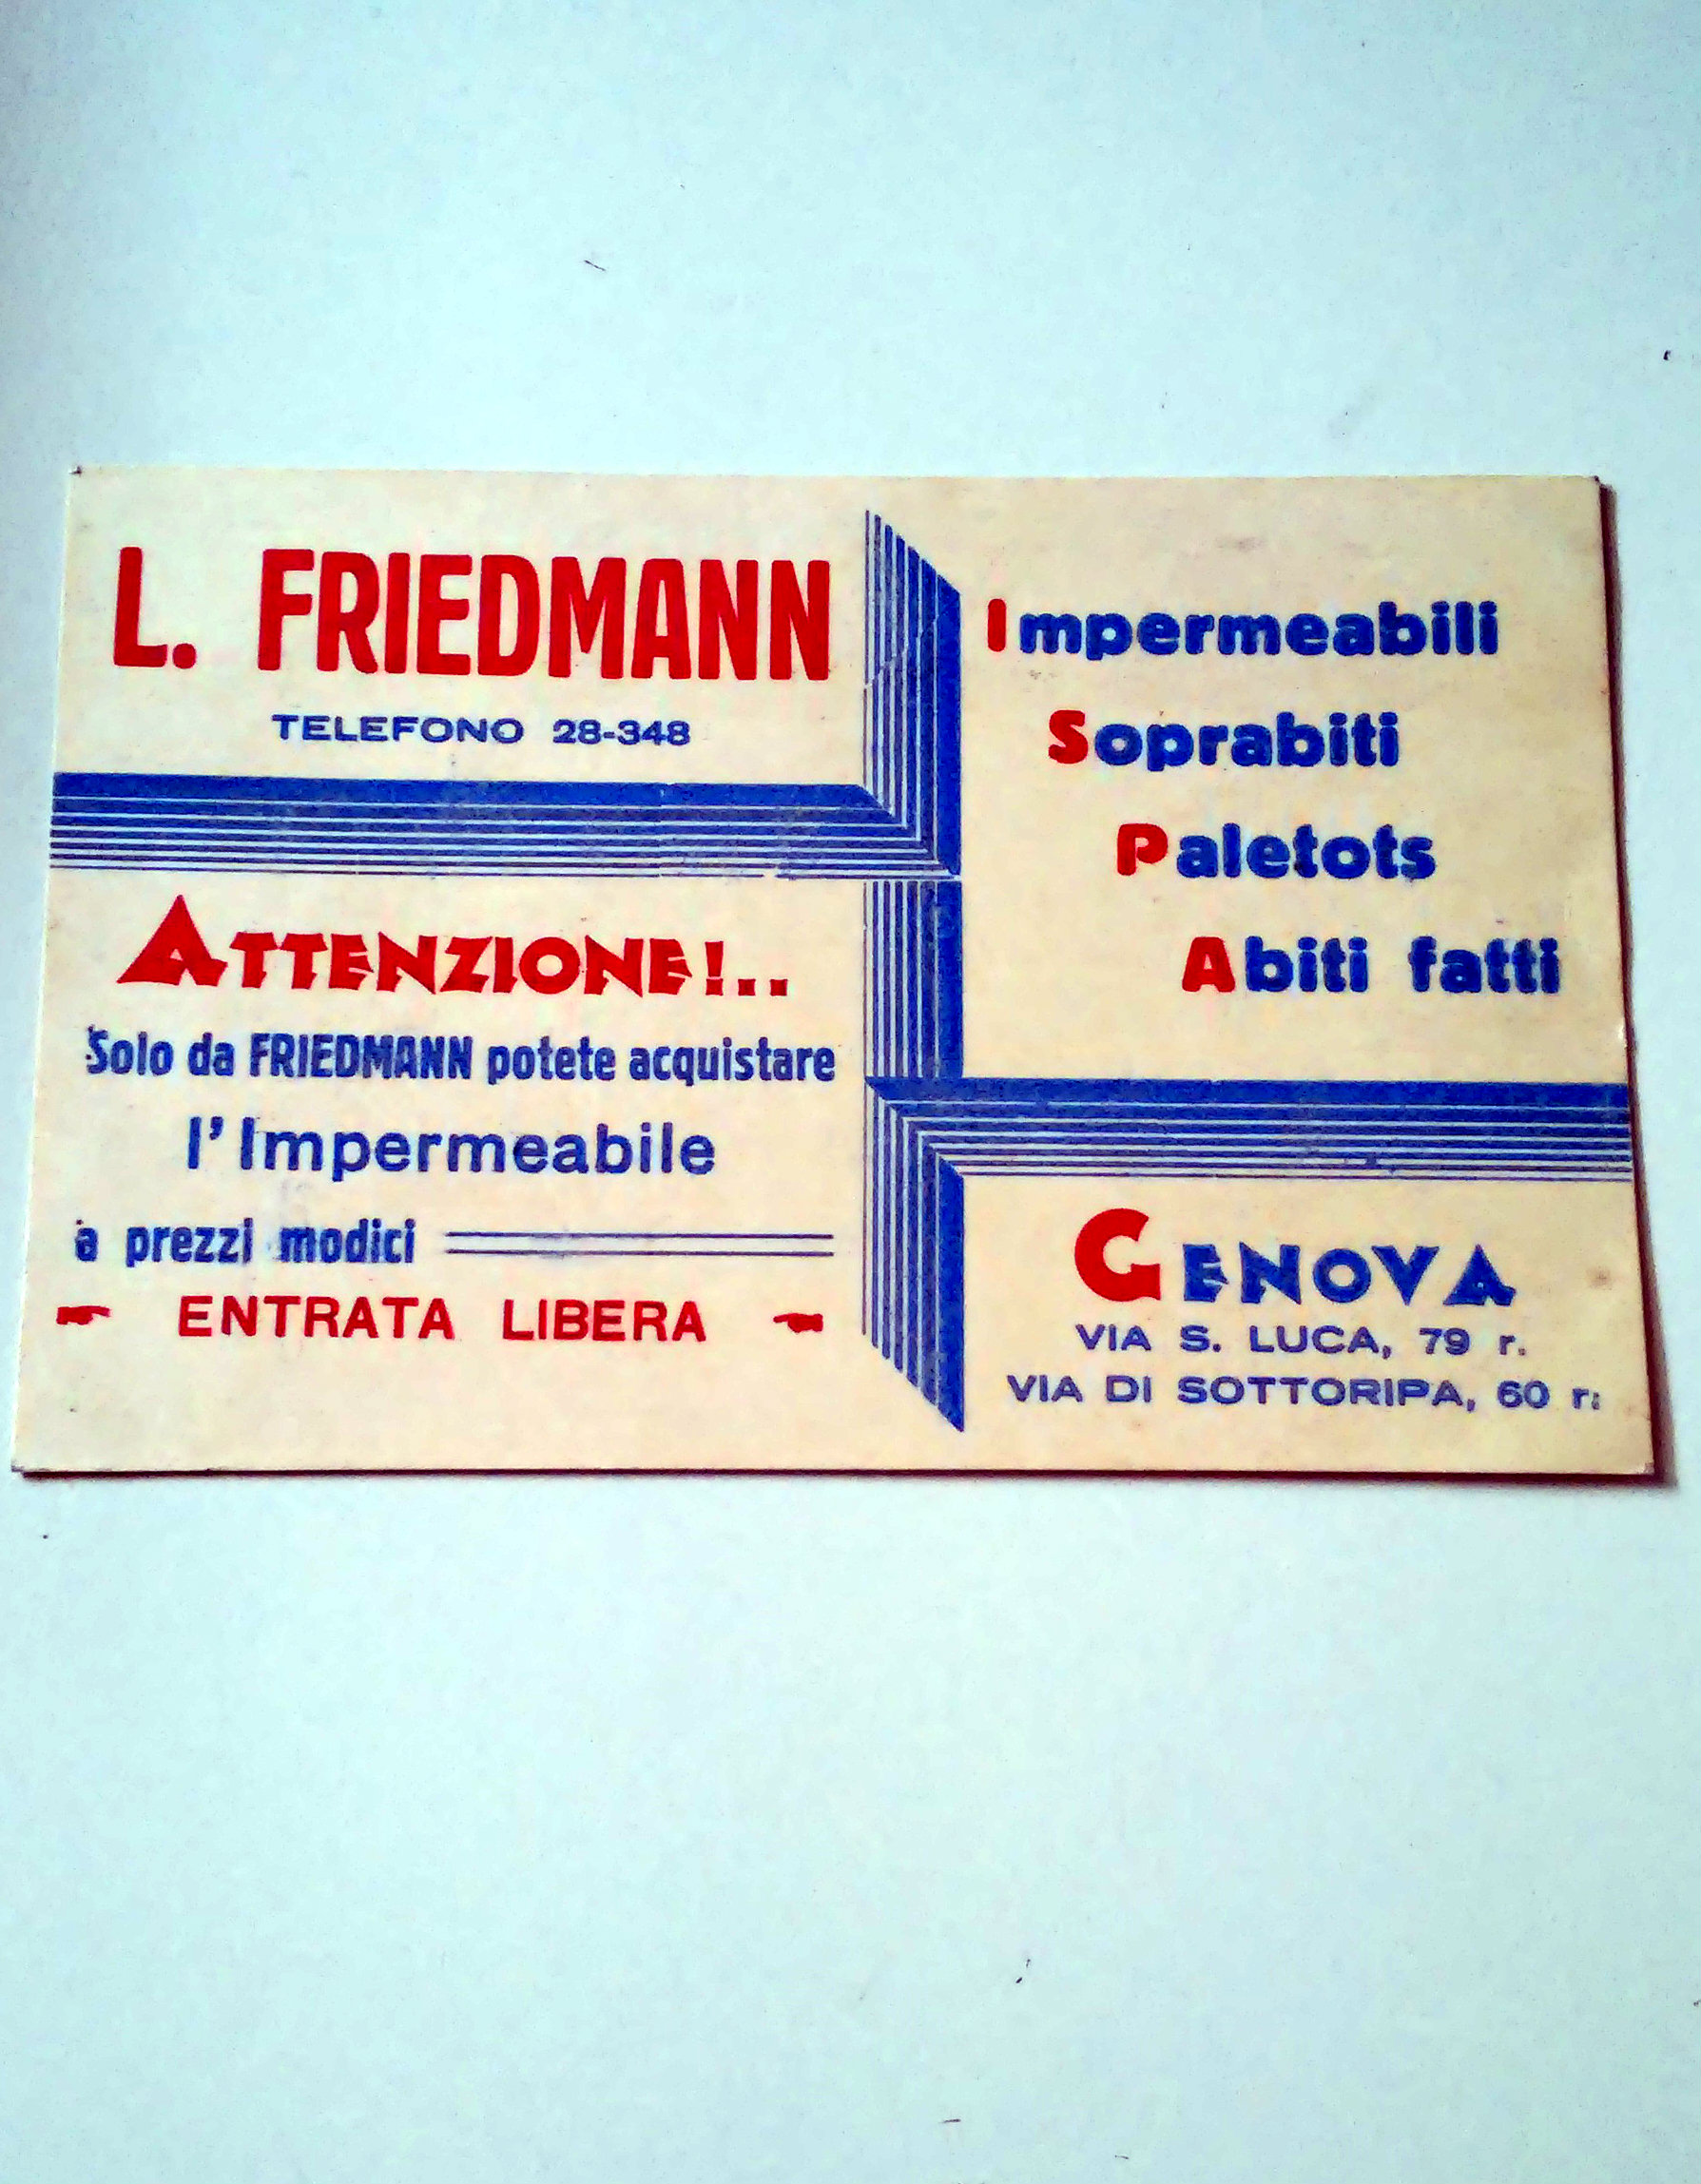 L. FRIEDMANN
TELEFONO 28-348
ATTENZIONE!..
Solo da FRIEDMANN potete acquistare
l'Impermeabile
a prezzi modici
ENTRATA LIBERA
Impermeabili
Soprabiti
Paletots
Abiti fatti
GENOVA
VIA S. LUCA, 79 r.
VIA DI SOTTORIPA, 60 r.